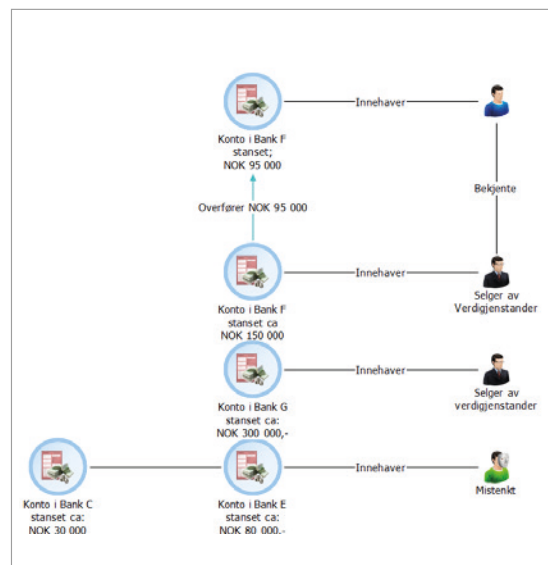 Innehaver
Konto i Bank F
stanset;
NOK 95 000
Bekjente
Overfører NOK 95 000
Innehaver
Konto i Bank F
stanset ca
NOK 150 000
Selger av
Verdigjenstander
Innehaver
Konto i Bank G
stanset ca:
NOK 300 000,-
Selger av
verdigjenstander
Innehaver
Konto i Bank C
stanset ca:
NOK 30 000
Konto i Bank E
stanset ca:
NOK 80 000.-
Mistenkt